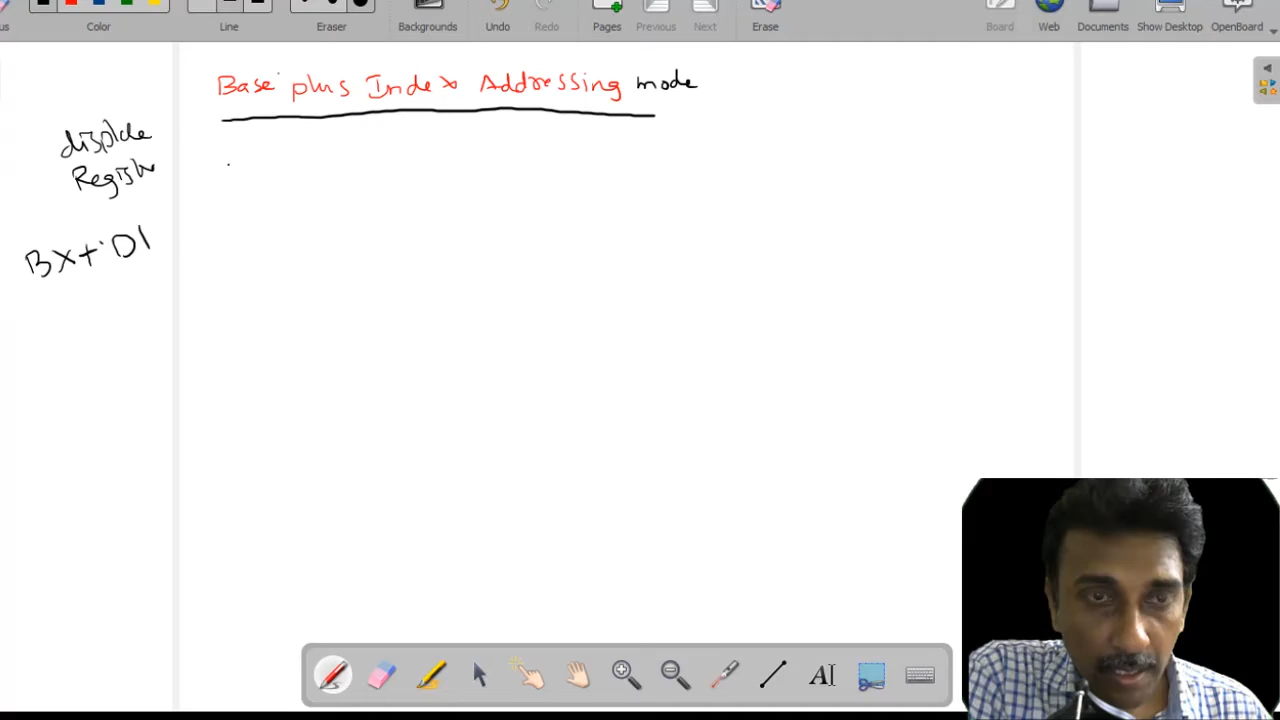 Color
Line
Eraser
Backgrounds
Undo
Redo
Pages
Previous
Next
Erase
Board
Web
Documents
Show Desktop
OpenBoard
Base plus Index Addressing mode
BX+DI
AI